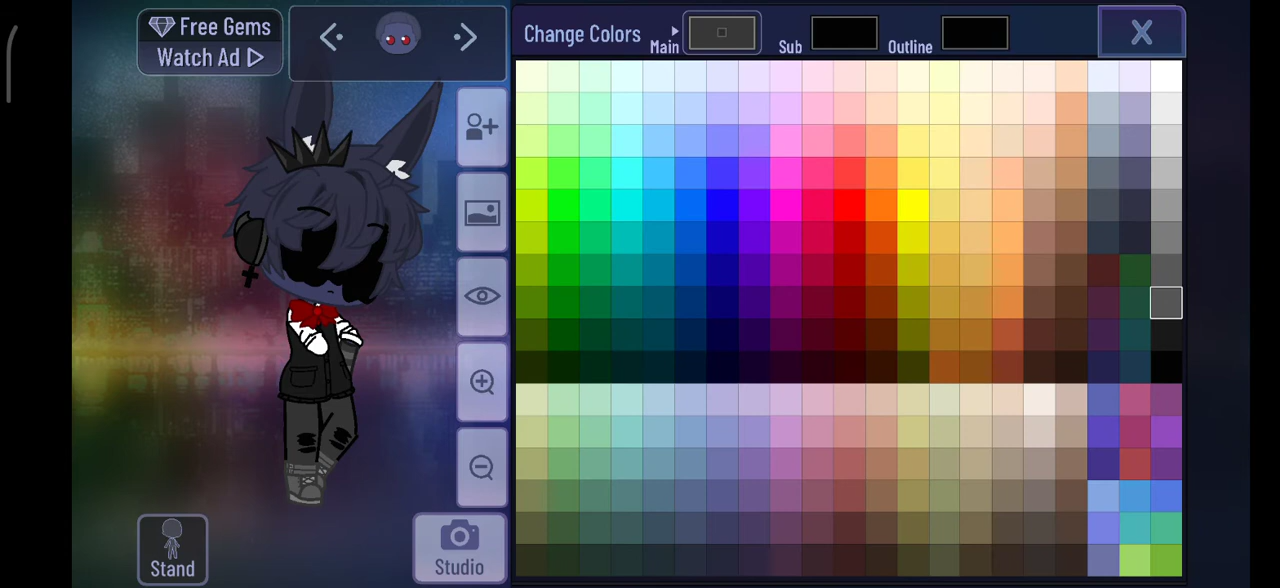 Free Gems
Watch Ad
Change Colors
Main
Sub
Outline
X
Stand
Studio